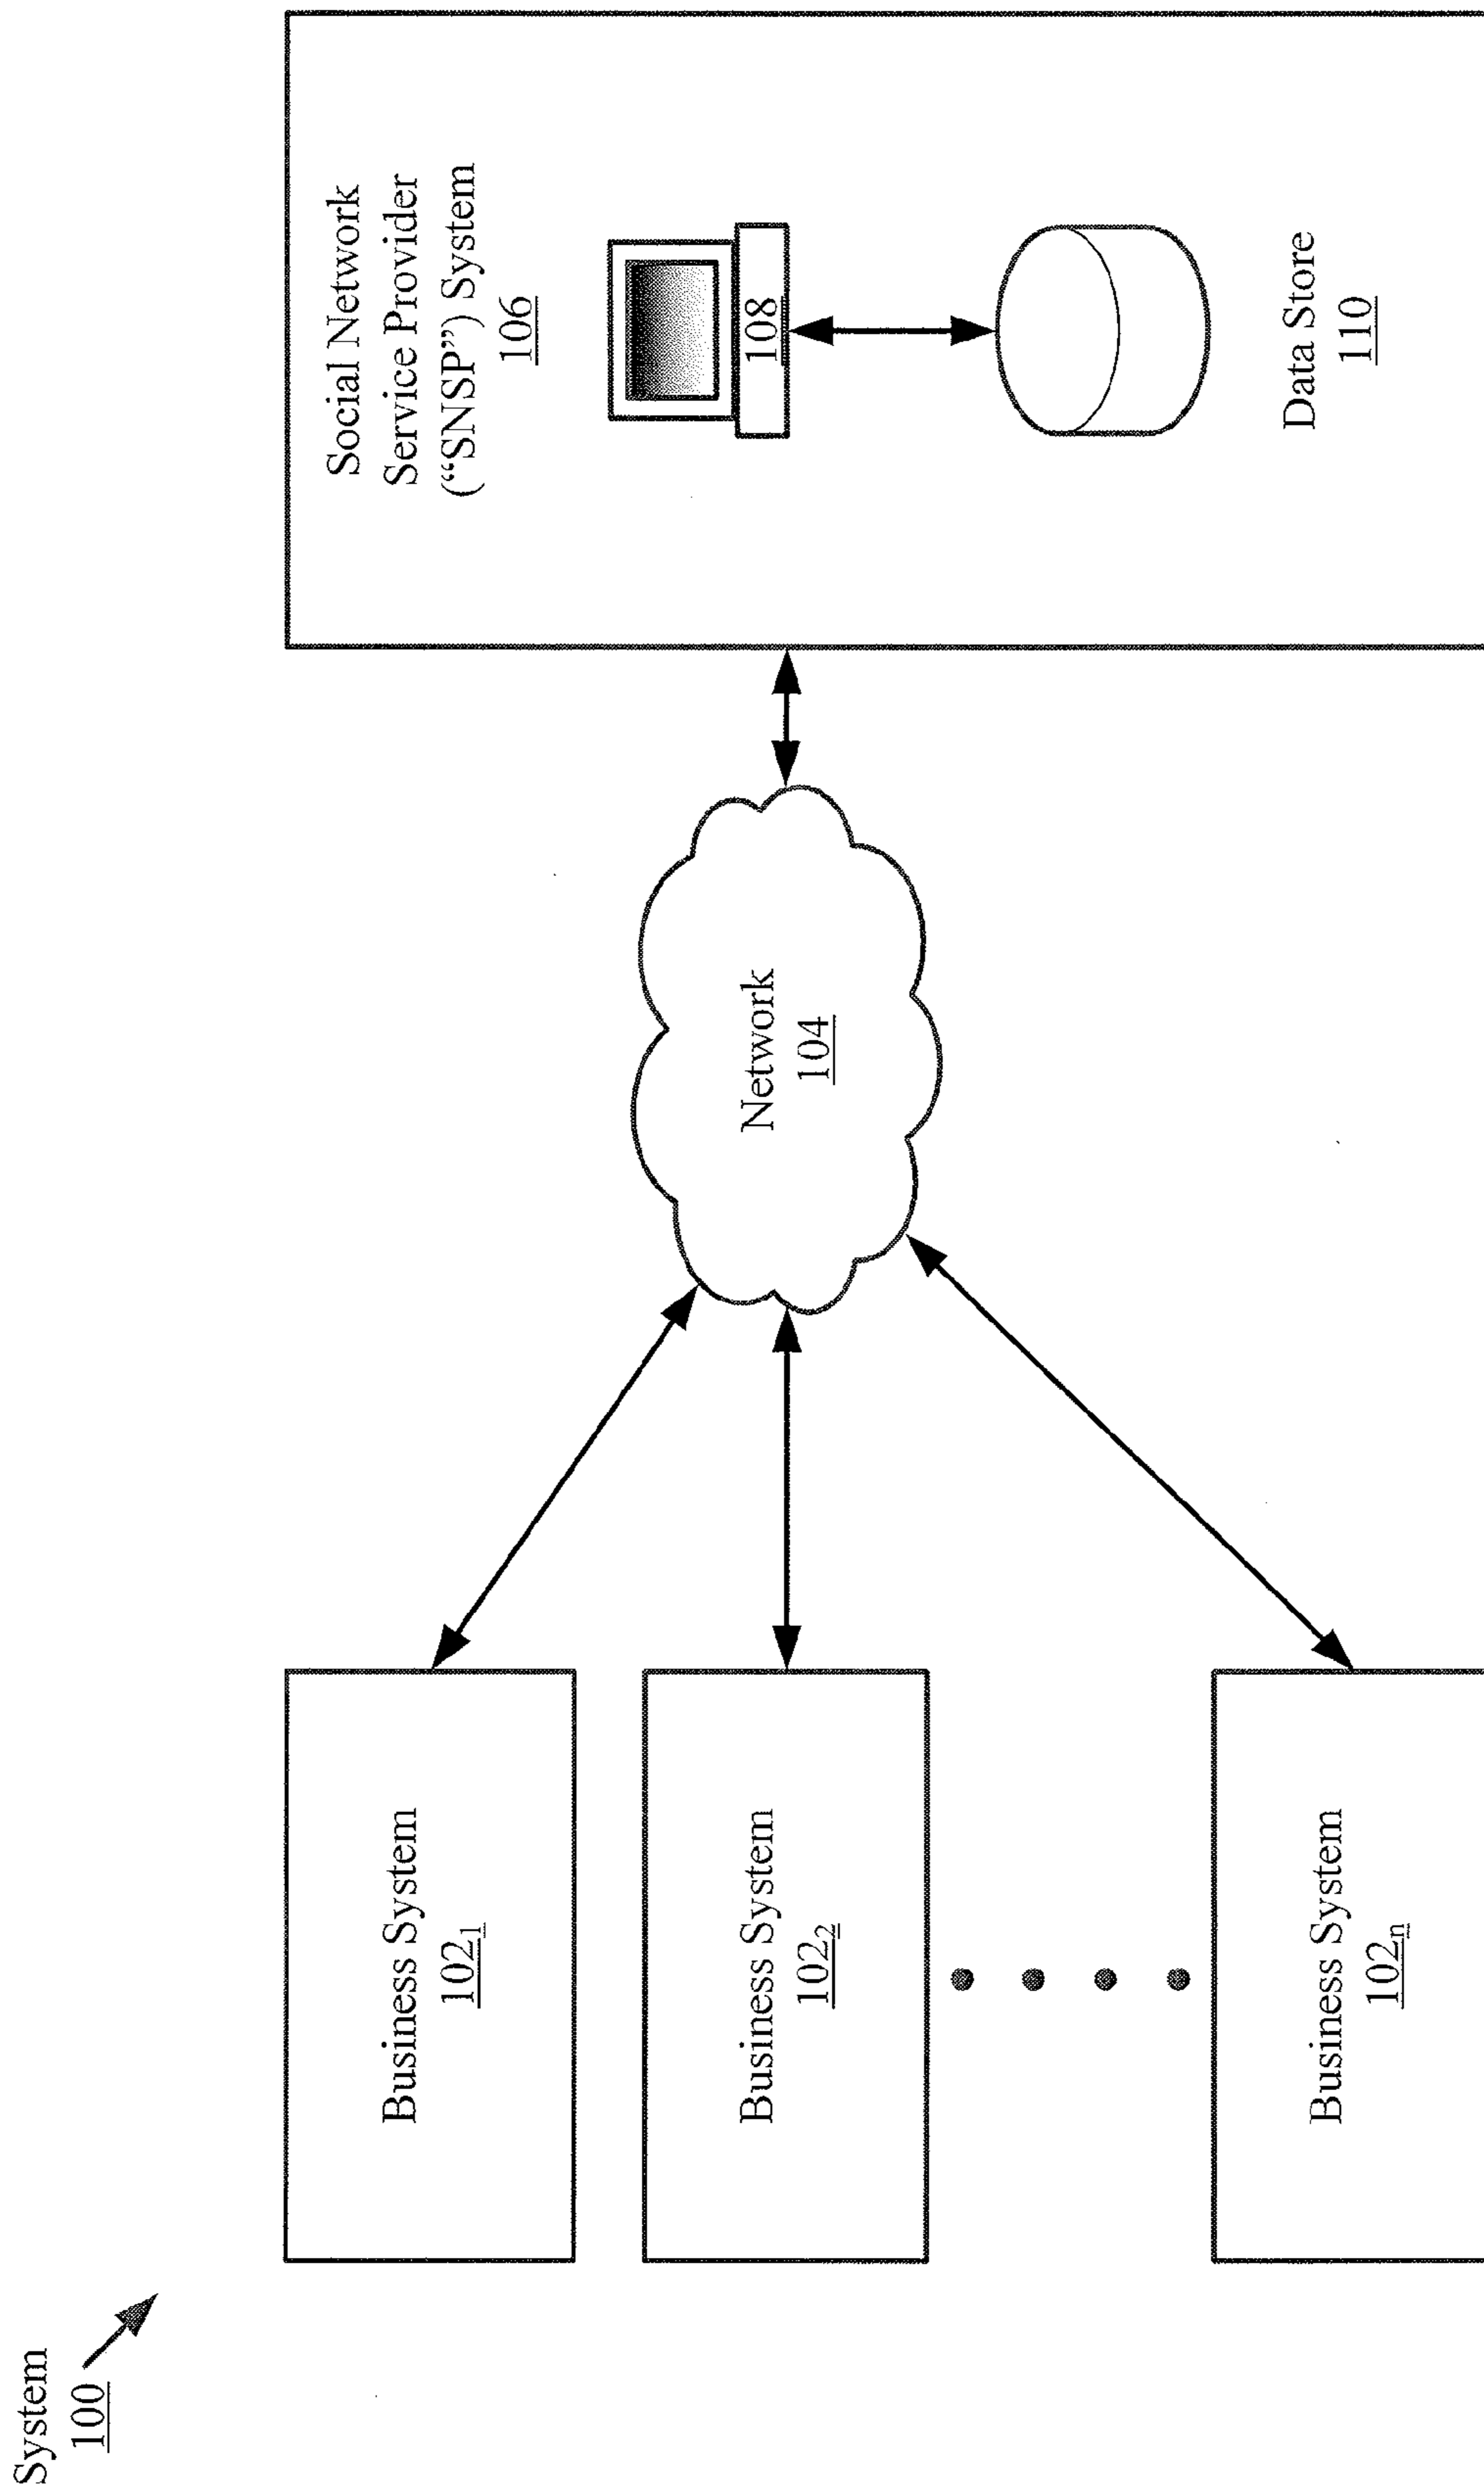 System
100
Business System
102₁
Business System
102₂
Business System
102ₙ
Network
104
Social Network
Service Provider
(“SNSP”) System
106
108
Data Store
110